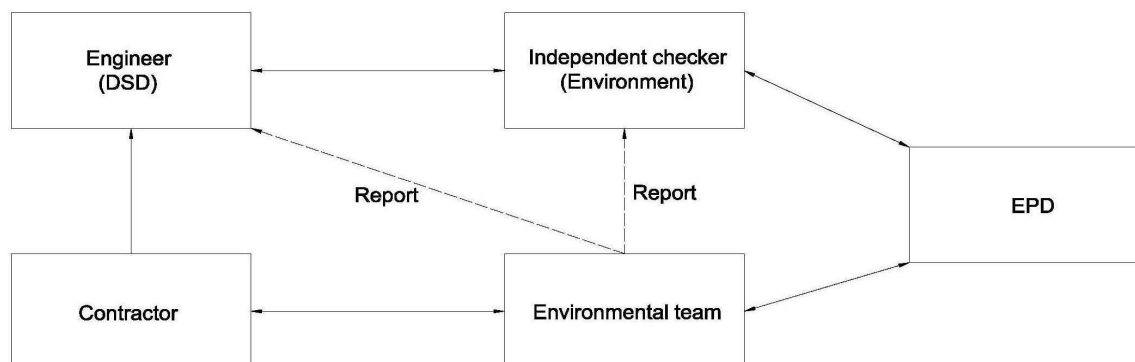 Engineer
(DSD)
Independent checker
(Environment)
Report
Report
EPD
Contractor
Environmental team